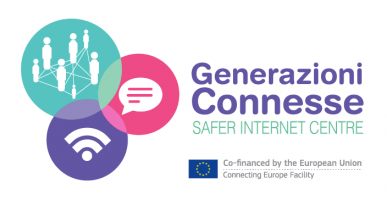 Generazioni
Connesse
SAFER INTERNET CENTRE
Co-financed by the European Union
Connecting Europe Facility